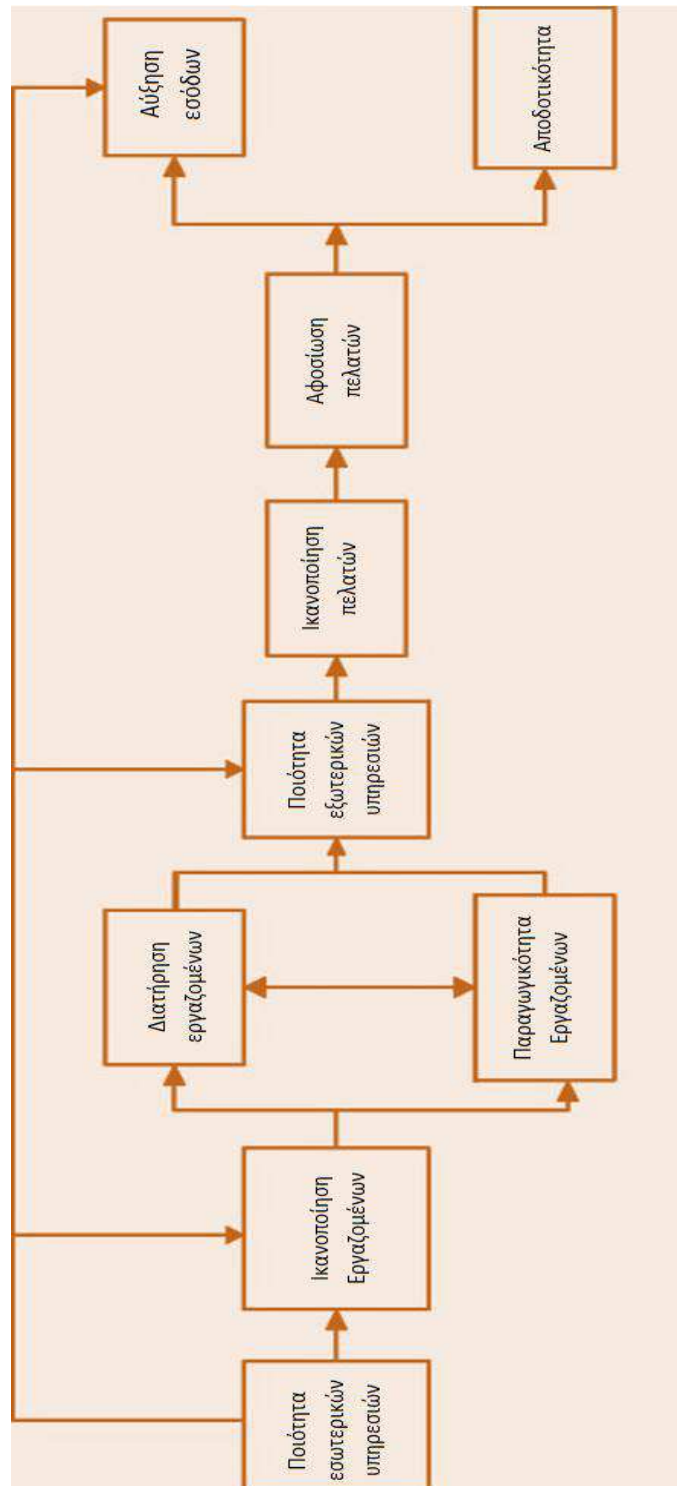 Ποιότητα
εσωτερικών
υπηρεσιών
Ικανοποίηση
Εργαζομένων
Διατήρηση
εργαζομένων
Παραγωγικότητα
Εργαζομένων
Ποιότητα
εξωτερικών
υπηρεσιών
Ικανοποίηση
πελατών
Αφοσίωση
πελατών
Αύξηση
εσόδων
Αποδοτικότητα